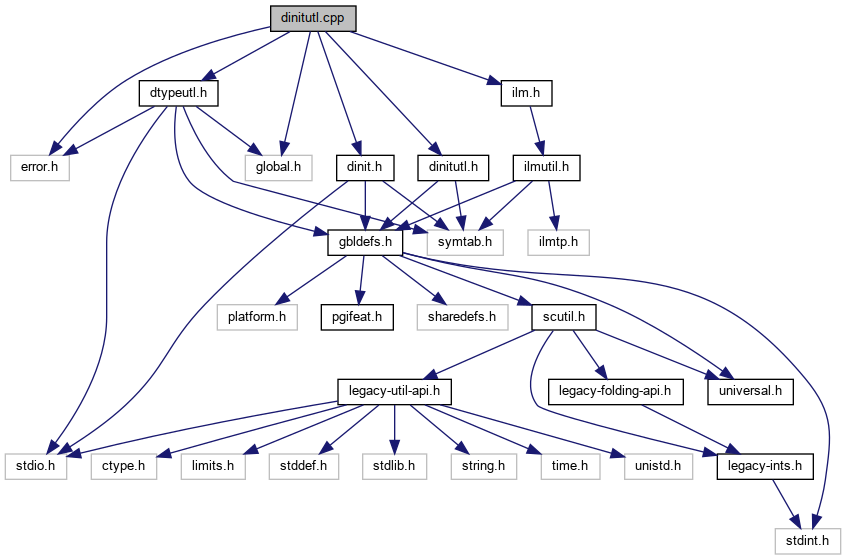 dinitutl.cpp
dtypeutl.h
ilm.h
error.h
global.h
dinit.h
dinitutl.h
ilmutil.h
gbldefs.h
symtab.h
ilmtp.h
platform.h
pgifeat.h
sharedefs.h
scutil.h
legacy-util-api.h
legacy-folding-api.h
universal.h
stdio.h
ctype.h
limits.h
stddef.h
stdlib.h
string.h
time.h
unistd.h
legacy-ints.h
stdint.h